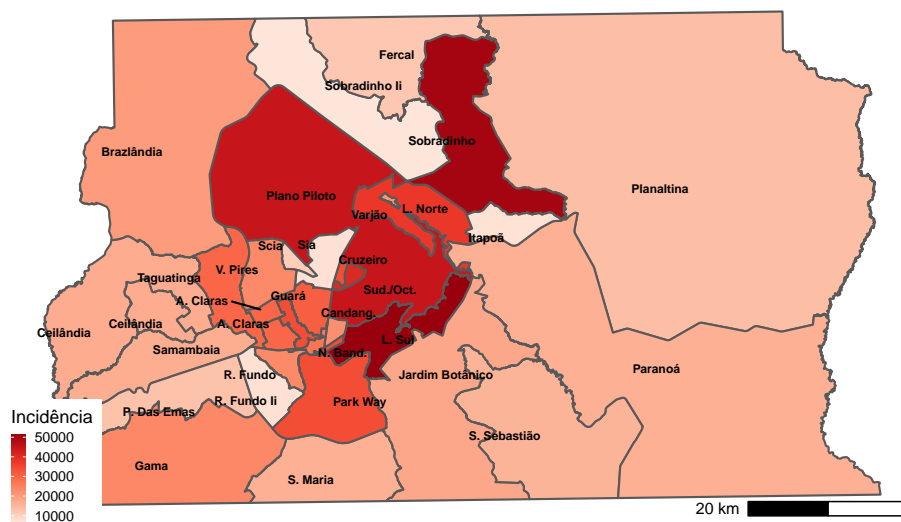 Fercal
Sobradinho Ii
Sobradinho
Brazlândia
Planaltina
Plano Piloto
L. Norte
Varjão
Itapoã
Scia
Sia
Cruzeiro
V. Pires
Taguatinga
Sud./Oct.
Guará
A. Claras
Candang.
Ceilândia
Ceilândia
A. Claras
L. Sul
Samambaia
N. Band.
R. Fundo
Jardim Botânico
Paranoá
R. Fundo Ii
Park Way
P. Das Emas
S. Sebastião
Gama
S. Maria
Incidência
50000
40000
30000
20000
10000
20 km